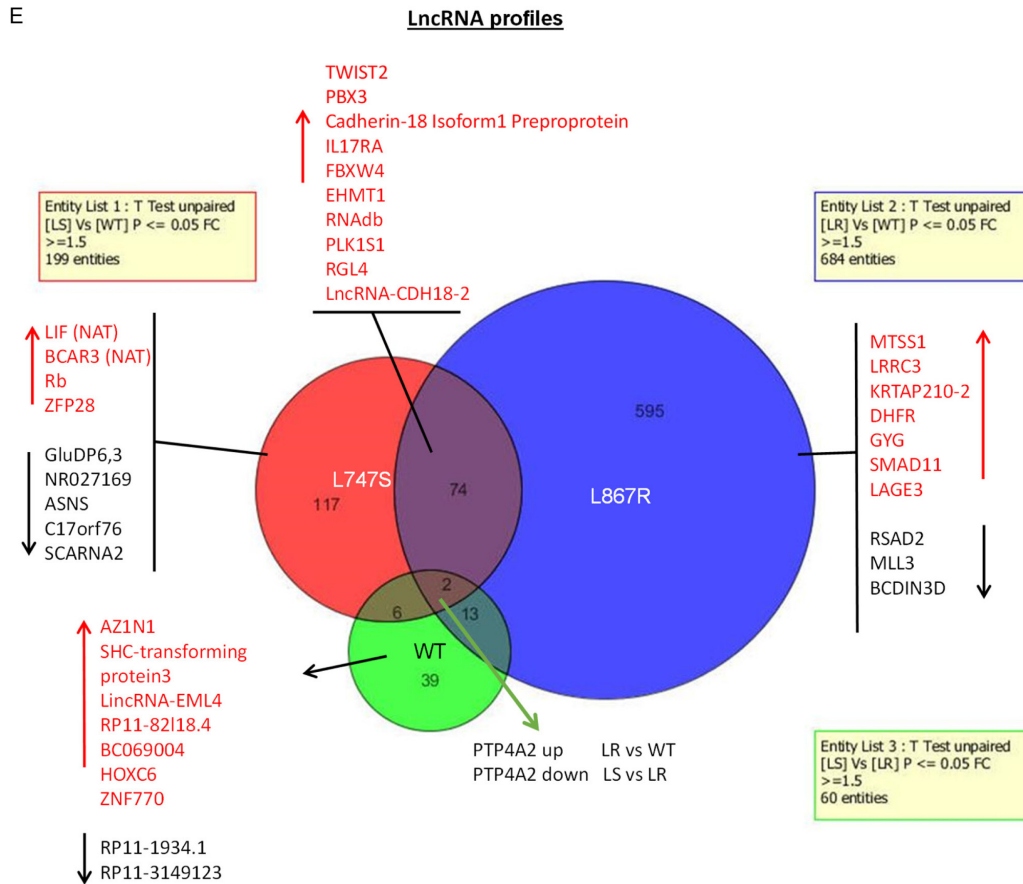 E
LncRNA profiles
TWIST2
PBX3
Cadherin-18 Isoform1 Preproprotein
IL17RA
FBXW4
EHMT1
RNAdb
PLK1S1
RGL4
LncRNA-CDH18-2
Entity List 1 : T Test unpaired
[LS] Vs [WT] P <= 0.05 FC
>=1.5
199 entities
Entity List 2 : T Test unpaired
[LR] Vs [WT] P <= 0.05 FC
>=1.5
684 entities
LIF (NAT)
BCAR3 (NAT)
Rb
ZFP28
GluDP6,3
NR027169
ASNS
C17orf76
SCARNA2
L747S
117
74
595
L867R
2
6
13
WT
39
MTSS1
LRRC3
KRTAP210-2
DHFR
GYG
SMAD11
LAGE3
RSAD2
MLL3
BCDIN3D
AZ1N1
SHC-transforming
protein3
LincRNA-EML4
RP11-82l18.4
BC069004
HOXC6
ZNF770
RP11-1934.1
RP11-3149123
PTP4A2 up LR vs WT
PTP4A2 down LS vs LR
Entity List 3 : T Test unpaired
[LS] Vs [LR] P <= 0.05 FC
>=1.5
60 entities